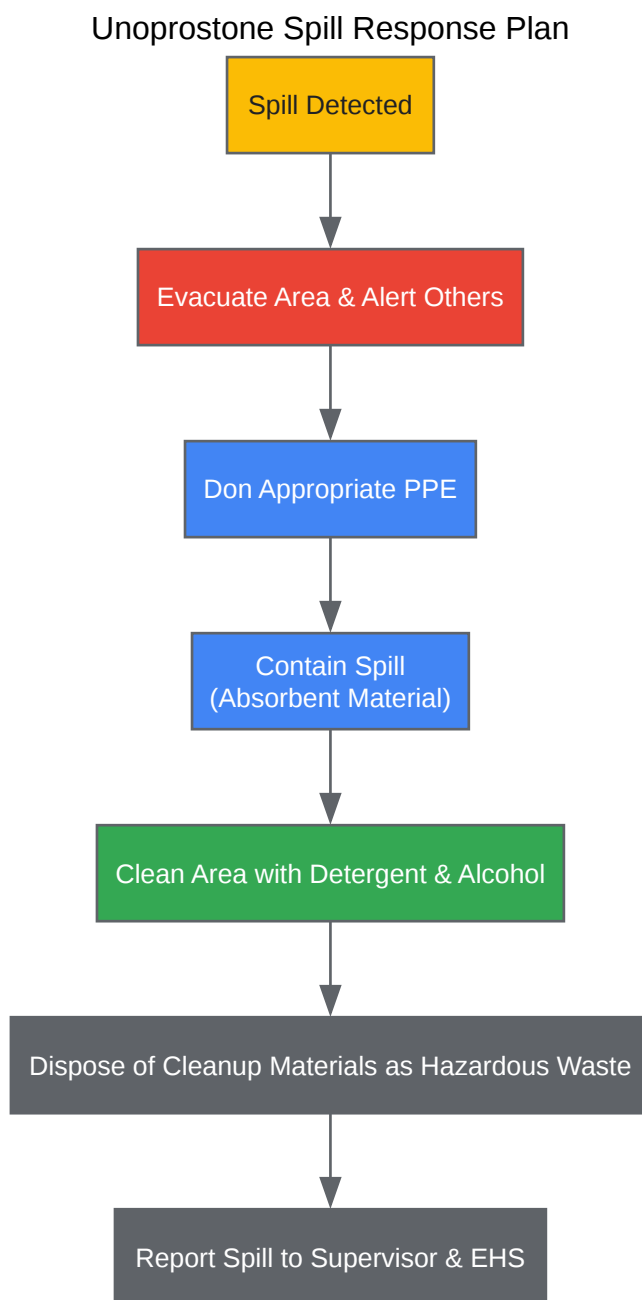 Unoprostone Spill Response Plan
Spill Detected
Evacuate Area & Alert Others
Don Appropriate PPE
Contain Spill
(Absorbent Material)
Clean Area with Detergent & Alcohol
Dispose of Cleanup Materials as Hazardous Waste
Report Spill to Supervisor & EHS